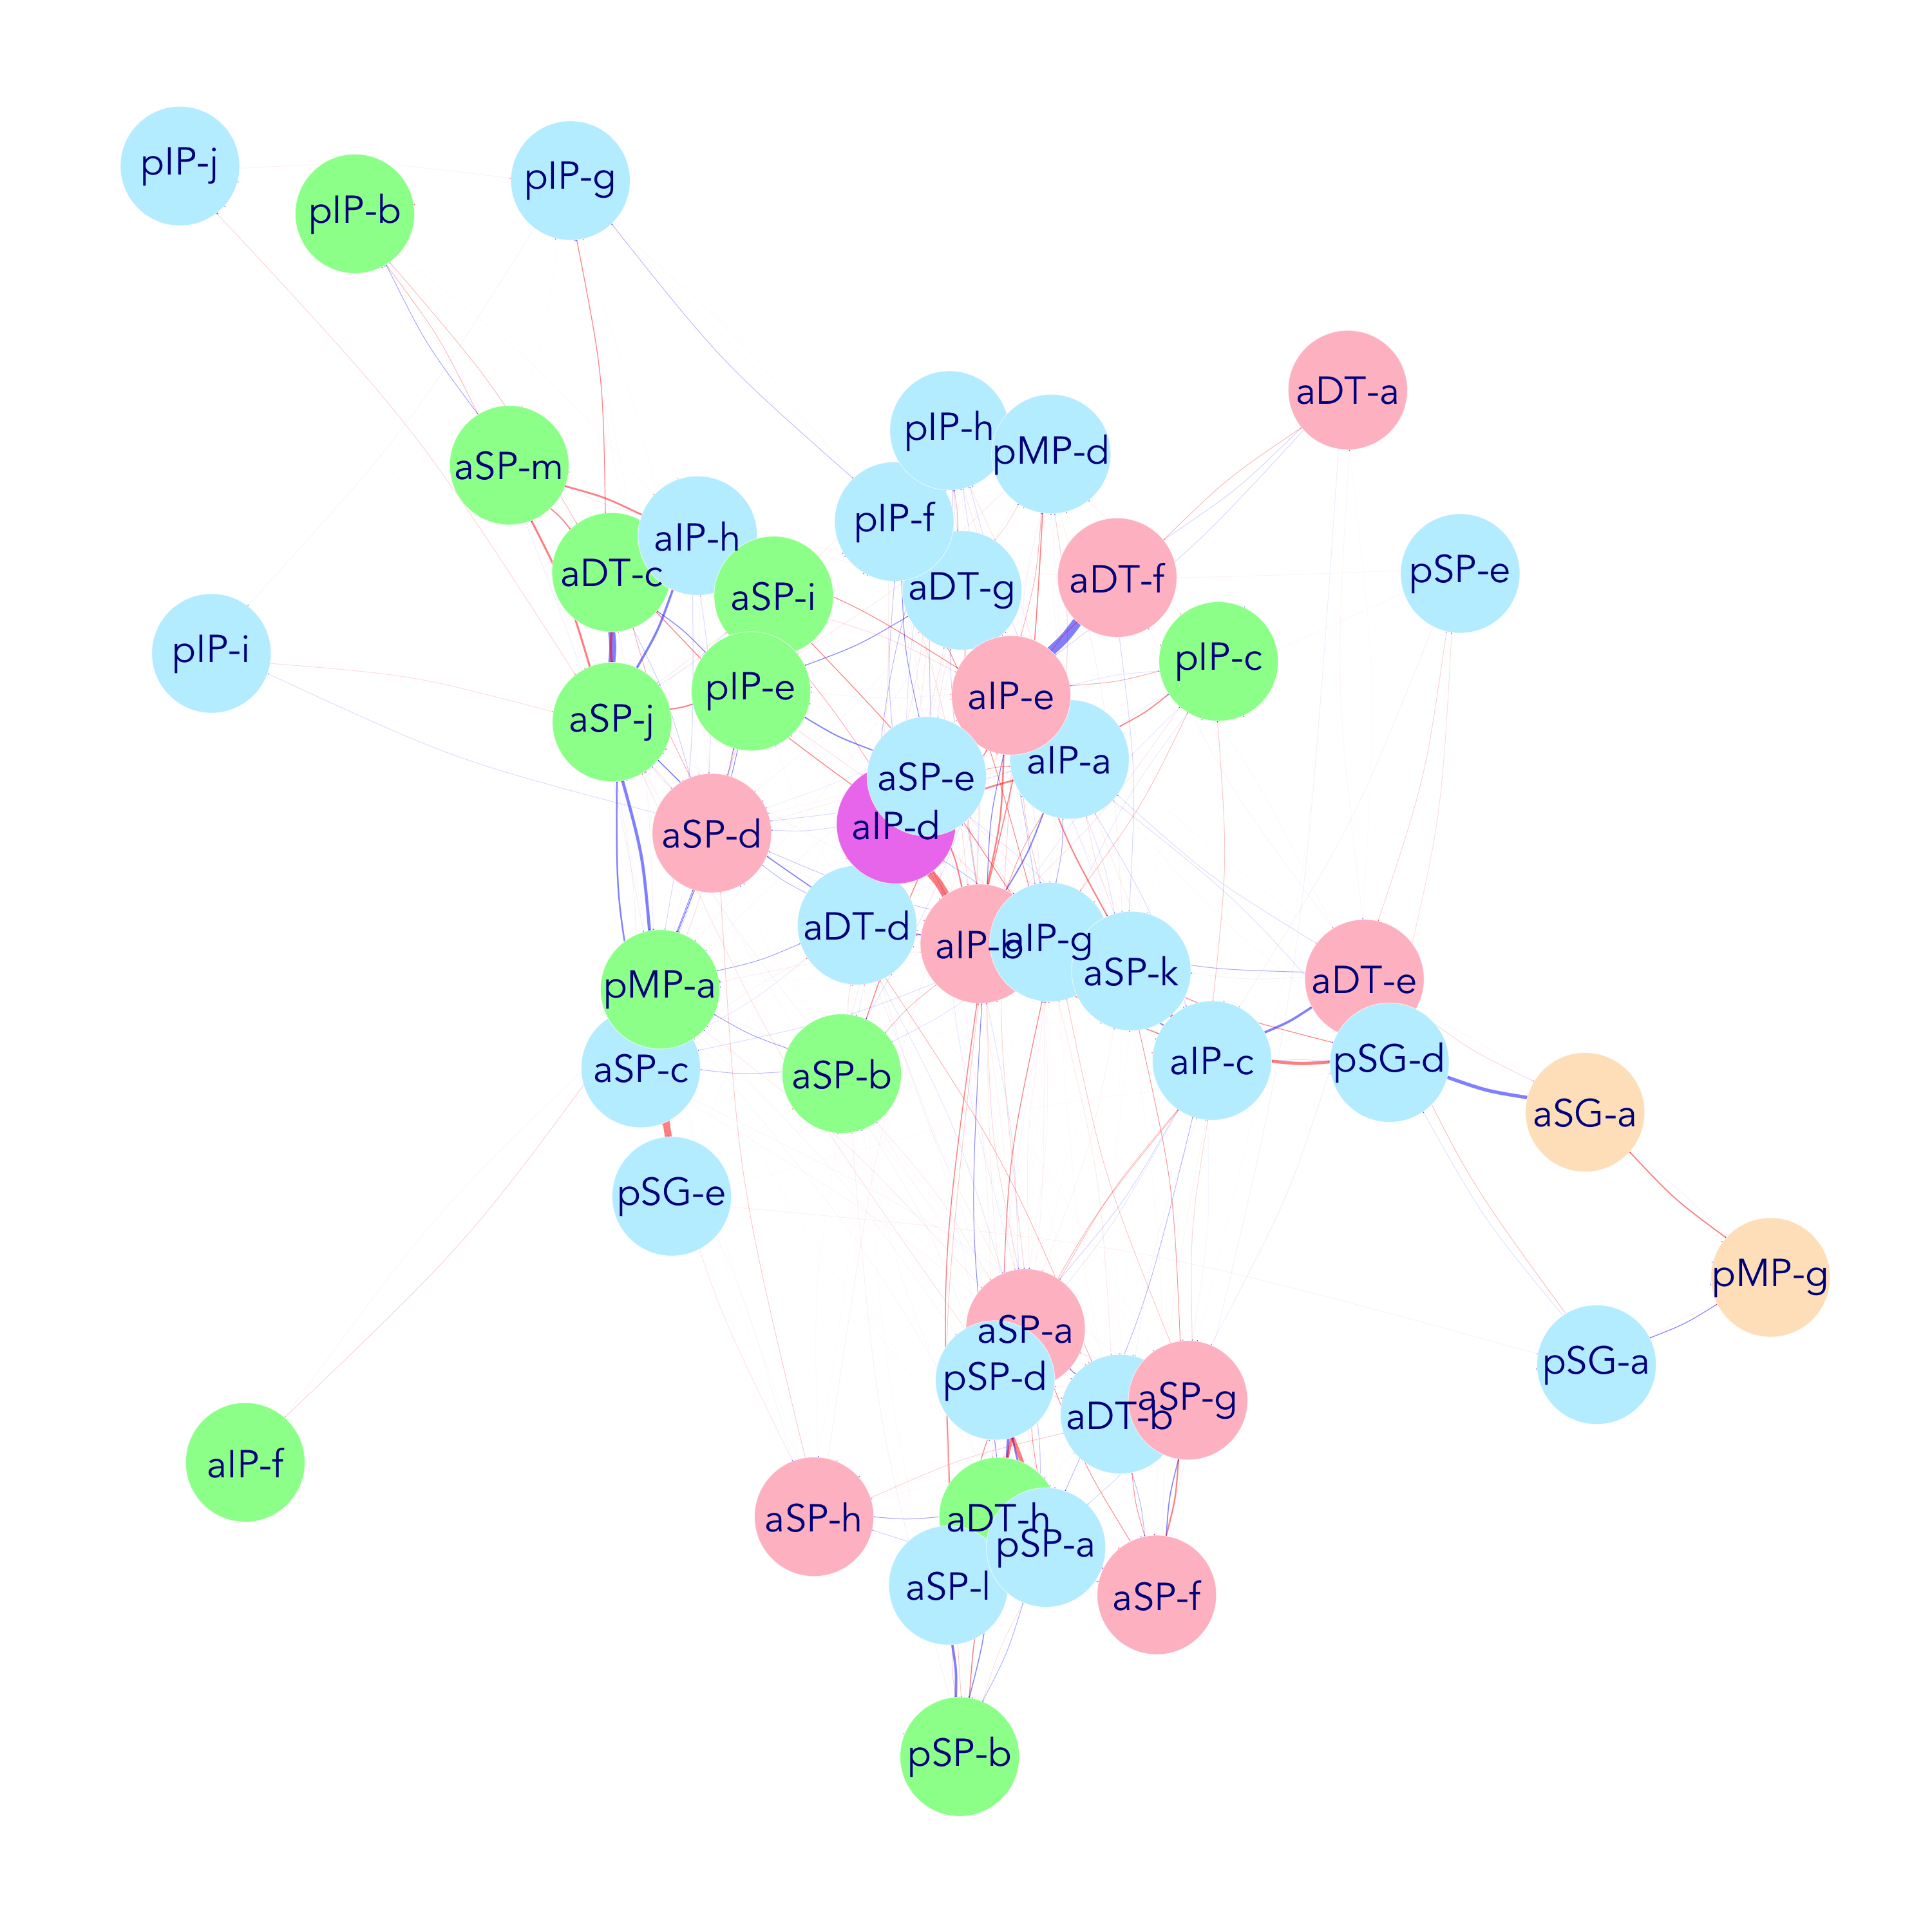 pIP-j
pIP-g
pIP-b
aDT-a
pIP-h
pMP-d
aSP-m
pIP-f
aIP-h
pSP-e
aDT-c
aDT-f
aDT-g
aSP-i
pIP-i
pIP-c
pIP-e
aIP-e
aSP-j
aIP-a
aSP-e
aIP-d
aSP-d
aDT-d
aIP-b
aIP-g
aSP-k
aDT-e
pMP-a
aIP-c
pSG-d
aSP-c
aSP-b
aSG-a
pSG-e
pMP-g
aSP-a
pSG-a
pSP-d
aSP-g
aDT-b
aIP-f
aSP-h
aDT-h
pSP-a
aSP-l
aSP-f
pSP-b